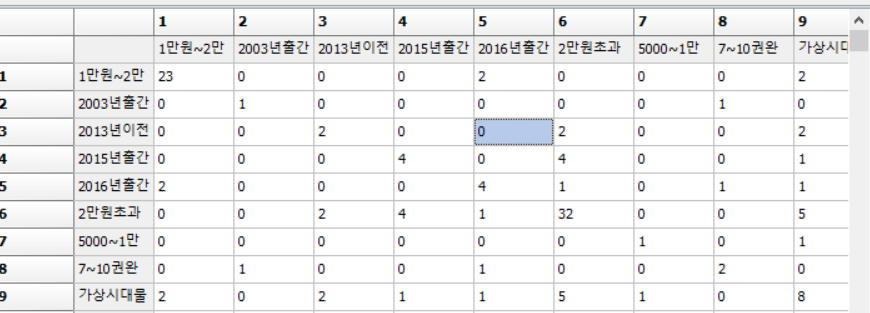 1 2 3 4 5 6 7 8 9
1만원~2만 2003년출간 2013년이전 2015년출간 2016년출간 2만원초과 5000~1만 7~10권완 가상시대
1 1만원~2만 23 0 0 0 2 0 0 0 2
2 2003년출간 0 1 0 0 0 0 0 1 0
3 2013년이전 0 0 2 0 0 2 0 0 2
4 2015년출간 0 0 0 4 0 4 0 0 1
5 2016년출간 2 0 0 0 4 1 0 1 1
6 2만원초과 0 0 2 4 1 32 0 0 5
7 5000~1만 0 0 0 0 0 0 1 0 1
8 7~10권완 0 1 0 0 1 0 0 2 0
9 가상시대물 2 0 2 1 1 5 1 0 8